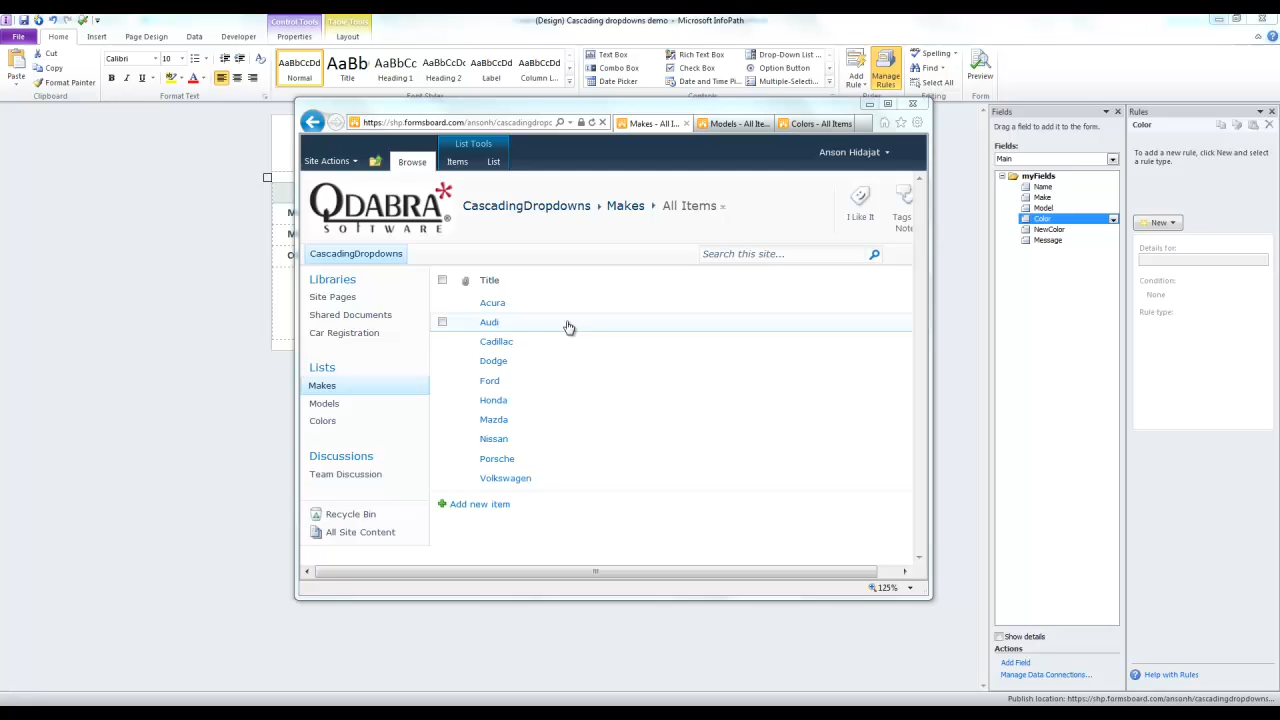 (Design) Cascading dropdowns demo - Microsoft InfoPath
Control Tools
Table Tools
File
Home
Insert
Page Design
Data
Developer
Properties
Layout
Paste
Cut
Copy
Format Painter
Clipboard
Calibri
10
B I U
Format Text
AaBbCcDd
Normal
AaBb
Title
AaBbCc
Heading 1
AaBbCcDc
Heading 2
AaBbCcDd
Label
AaBbCcDd
Column L...
Font Styles
Text Box
Combo Box
Date Picker
Rich Text Box
Check Box
Date and Time Pi...
Drop-Down List ...
Option Button
Multiple-Selecti...
Controls
Add Rule
Manage Rules
Rules
Spelling
Find
Select All
Editing
Preview
Form
https://shp.formsboard.com/ansonh/cascadingdrops
Makes - All I...
Models - All Ite...
Colors - All Items
Site Actions
Browse
List Tools
Items
List
Anson Hidajat
QDABRA
SOFTWARE
CascadingDropdowns
Makes
All Items
I Like It
Tags
Note
CascadingDropdowns
Search this site...
Libraries
Site Pages
Shared Documents
Car Registration
Lists
Makes
Models
Colors
Discussions
Team Discussion
Recycle Bin
All Site Content
Title
Acura
Audi
Cadillac
Dodge
Ford
Honda
Mazda
Nissan
Porsche
Volkswagen
Add new item
125%
Fields
Drag a field to add it to the form.
Fields:
Main
myFields
Name
Make
Model
Color
NewColor
Message
Show details
Actions
Add Field
Manage Data Connections...
Rules
Color
To add a new rule, click New and select
a rule type.
New
Details for:
Condition:
None
Rule type:
Help with Rules
Publish location: https://shp.formsboard.com/ansonh/cascadingdropdowns...